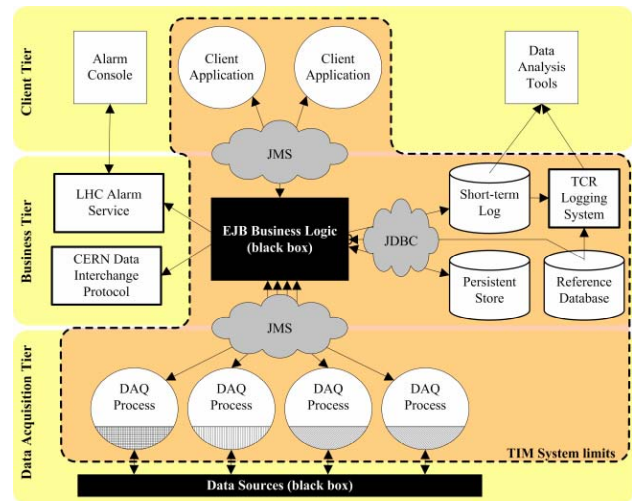 Client Tier
Alarm
Console
Client
Application
Client
Application
Data
Analysis
Tools
JMS
Business Tier
LHC Alarm
Service
CERN Data
Interchange
Protocol
EJB Business Logic
(black box)
JDBC
Short-term
Log
TCR
Logging
System
Persistent
Store
Reference
Database
JMS
Data Acquisition Tier
DAQ
Process
DAQ
Process
DAQ
Process
DAQ
Process
TIM System limits
Data Sources (black box)